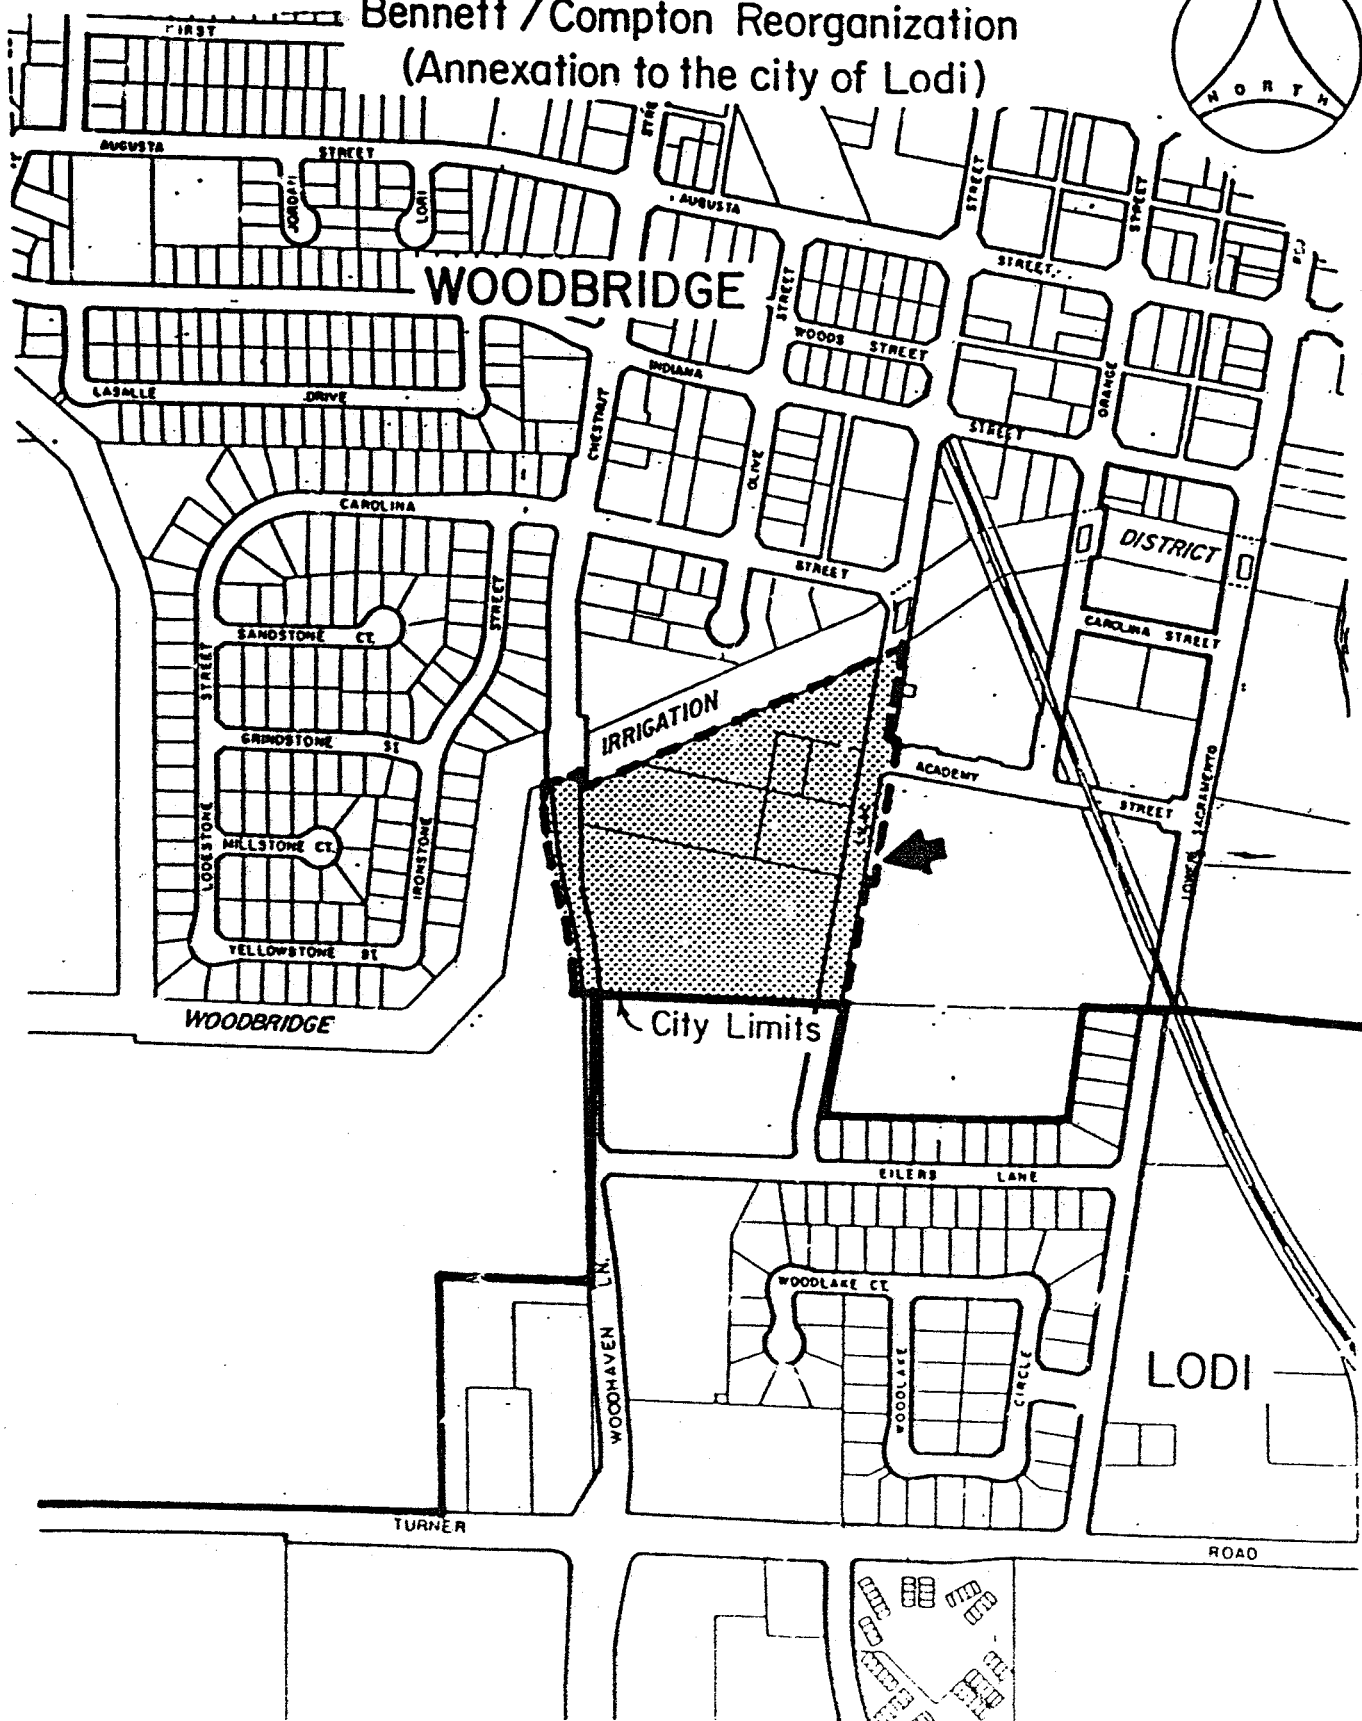 Bennett / Compton Reorganization
(Annexation to the city of Lodi)
NORTH
FIRST
AUGUSTA
STREET
JORDAN
LORI
AUGUSTA
STREET
STREET
STREET
WOODBRIDGE
STREET
WOODS STREET
INDIANA
ORANGE
LASALLE
DRIVE
CHESTNUT
OLIVE
STREET
CAROLINA
STREET
DISTRICT
STREET
SANDSTONE CT.
CAROLINA STREET
STREET
IRRIGATION
GRINDSTONE ST.
ACADEMY
STREET
LOWER SACRAMENTO
LILAC
LODESTONE
MILLSTONE CT.
IRONSTONE
YELLOWSTONE ST.
WOODBRIDGE
City Limits
EILERS LANE
WOODLAKE CT.
WOODHAVEN LN.
WOODLAKE
CIRCLE
LODI
TURNER
ROAD